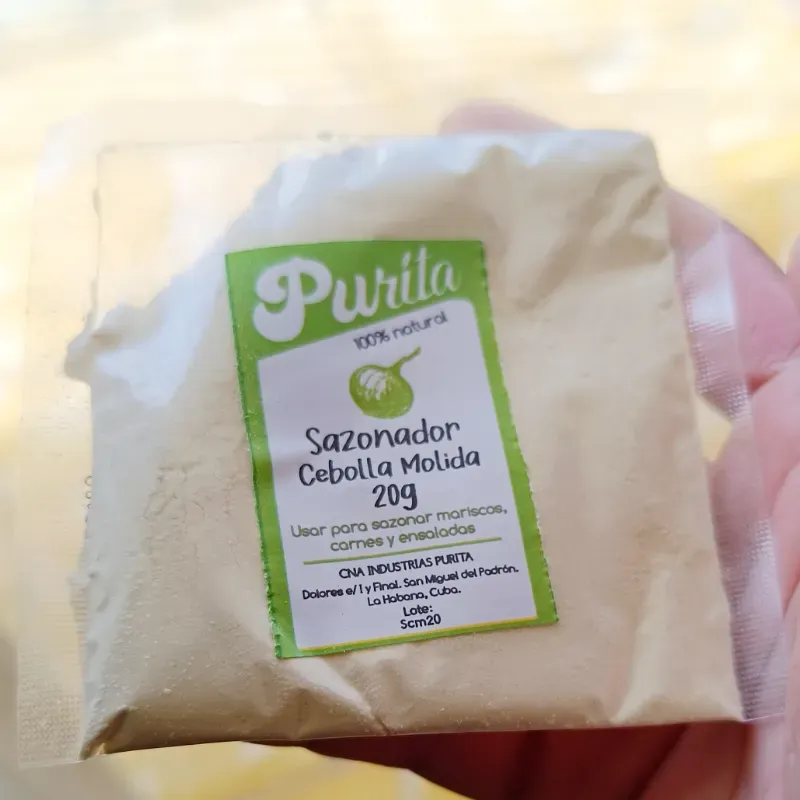 Purita
100% natural
Sazonador
Cebolla Molida
20g
Usar para sazonar mariscos,
carnes y ensaladas
CNA INDUSTRIAS PURITA
Dolores e/ 1 y Final. San Miguel del Padrón.
La Habana, Cuba.
Lote:
Scm20